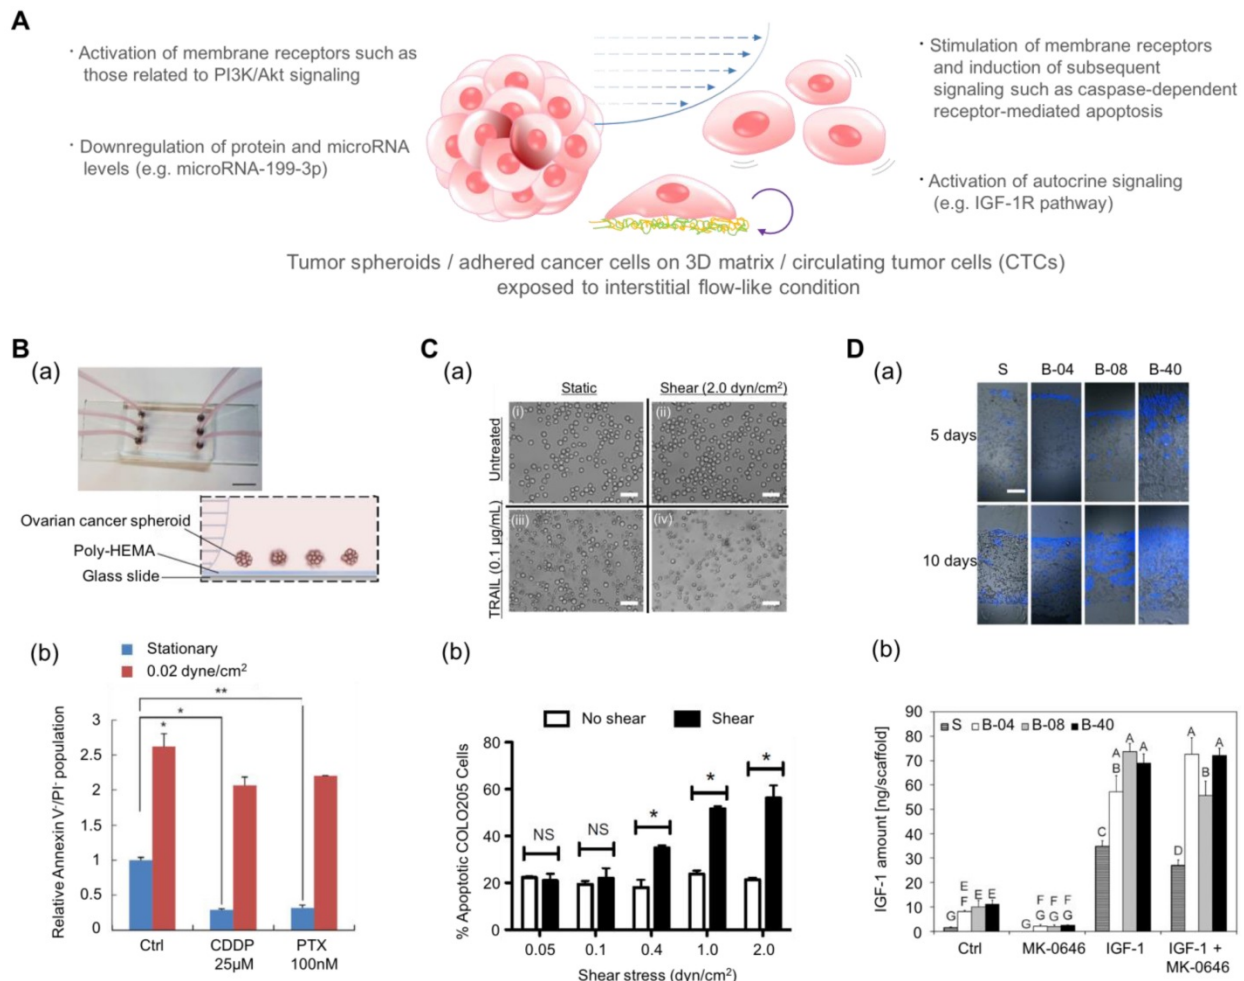 A
· Activation of membrane receptors such as
those related to PI3K/Akt signaling
· Downregulation of protein and microRNA
levels (e.g. microRNA-199-3p)
· Stimulation of membrane receptors
and induction of subsequent
signaling such as caspase-dependent
receptor-mediated apoptosis
· Activation of autocrine signaling
(e.g. IGF-1R pathway)
Tumor spheroids / adhered cancer cells on 3D matrix / circulating tumor cells (CTCs)
exposed to interstitial flow-like condition
B
(a)
Ovarian cancer spheroid
Poly-HEMA
Glass slide
(b)
Stationary
0.02 dyne/cm²
**
*
*
Relative Annexin V⁻/PI⁻ population
3
2.5
2
1.5
1
0.5
0
Ctrl
CDDP
25µM
PTX
100nM
C
(a)
Static
Shear (2.0 dyn/cm²)
Untreated
TRAIL (0.1 µg/mL)
(i)
(ii)
(iii)
(iv)
(b)
No shear
Shear
% Apoptotic COLO205 Cells
80
60
40
20
0
NS
NS
*
*
*
0.05
0.1
0.4
1.0
2.0
Shear stress (dyn/cm²)
D
(a)
S
B-04
B-08
B-40
5 days
10 days
(b)
IGF-1 amount [ng/scaffold]
90
80
70
60
50
40
30
20
10
0
S
B-04
B-08
B-40
G
E
F
E
E
G
F
G
F
G
F
G
C
A
B
A
A
D
A
B
A
Ctrl
MK-0646
IGF-1
IGF-1 +
MK-0646